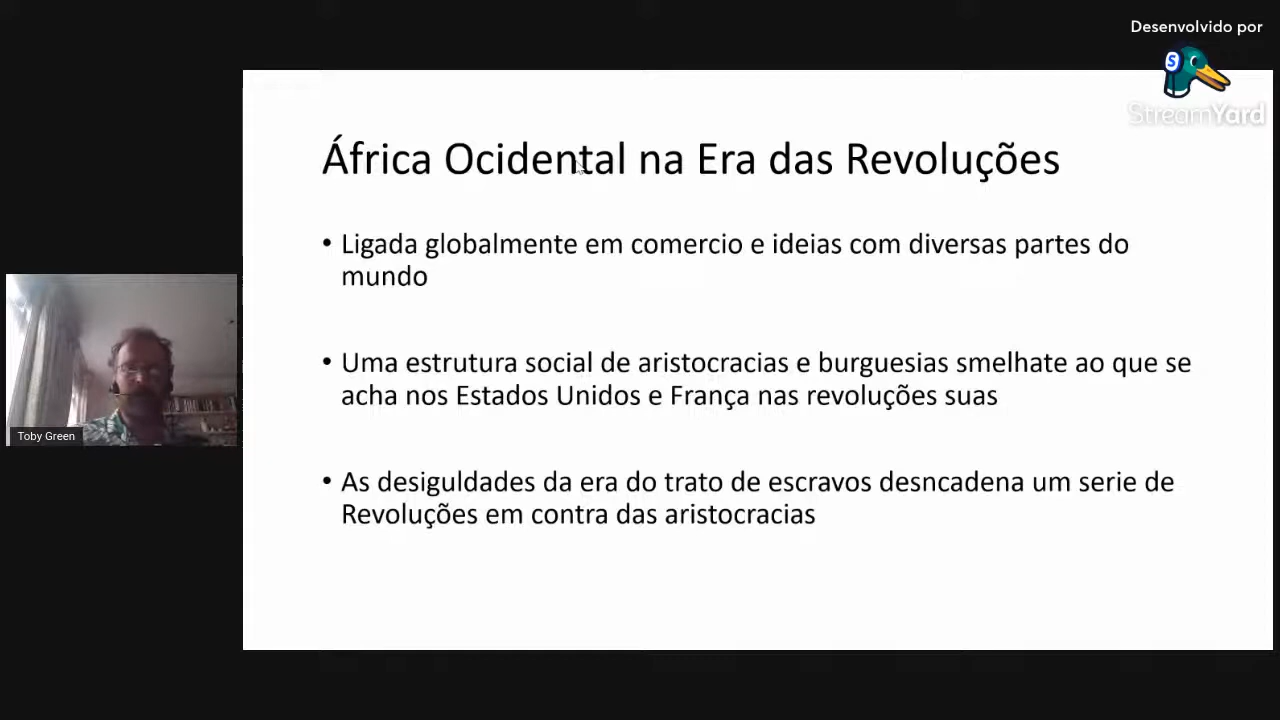 Desenvolvido por
StreamYard
África Ocidental na Era das Revoluções
• Ligada globalmente em comercio e ideias com diversas partes do
mundo
• Uma estrutura social de aristocracias e burguesias smelhate ao que se
acha nos Estados Unidos e França nas revoluções suas
• As desiguldades da era do trato de escravos desncadena um serie de
Revoluções em contra das aristocracias
Toby Green